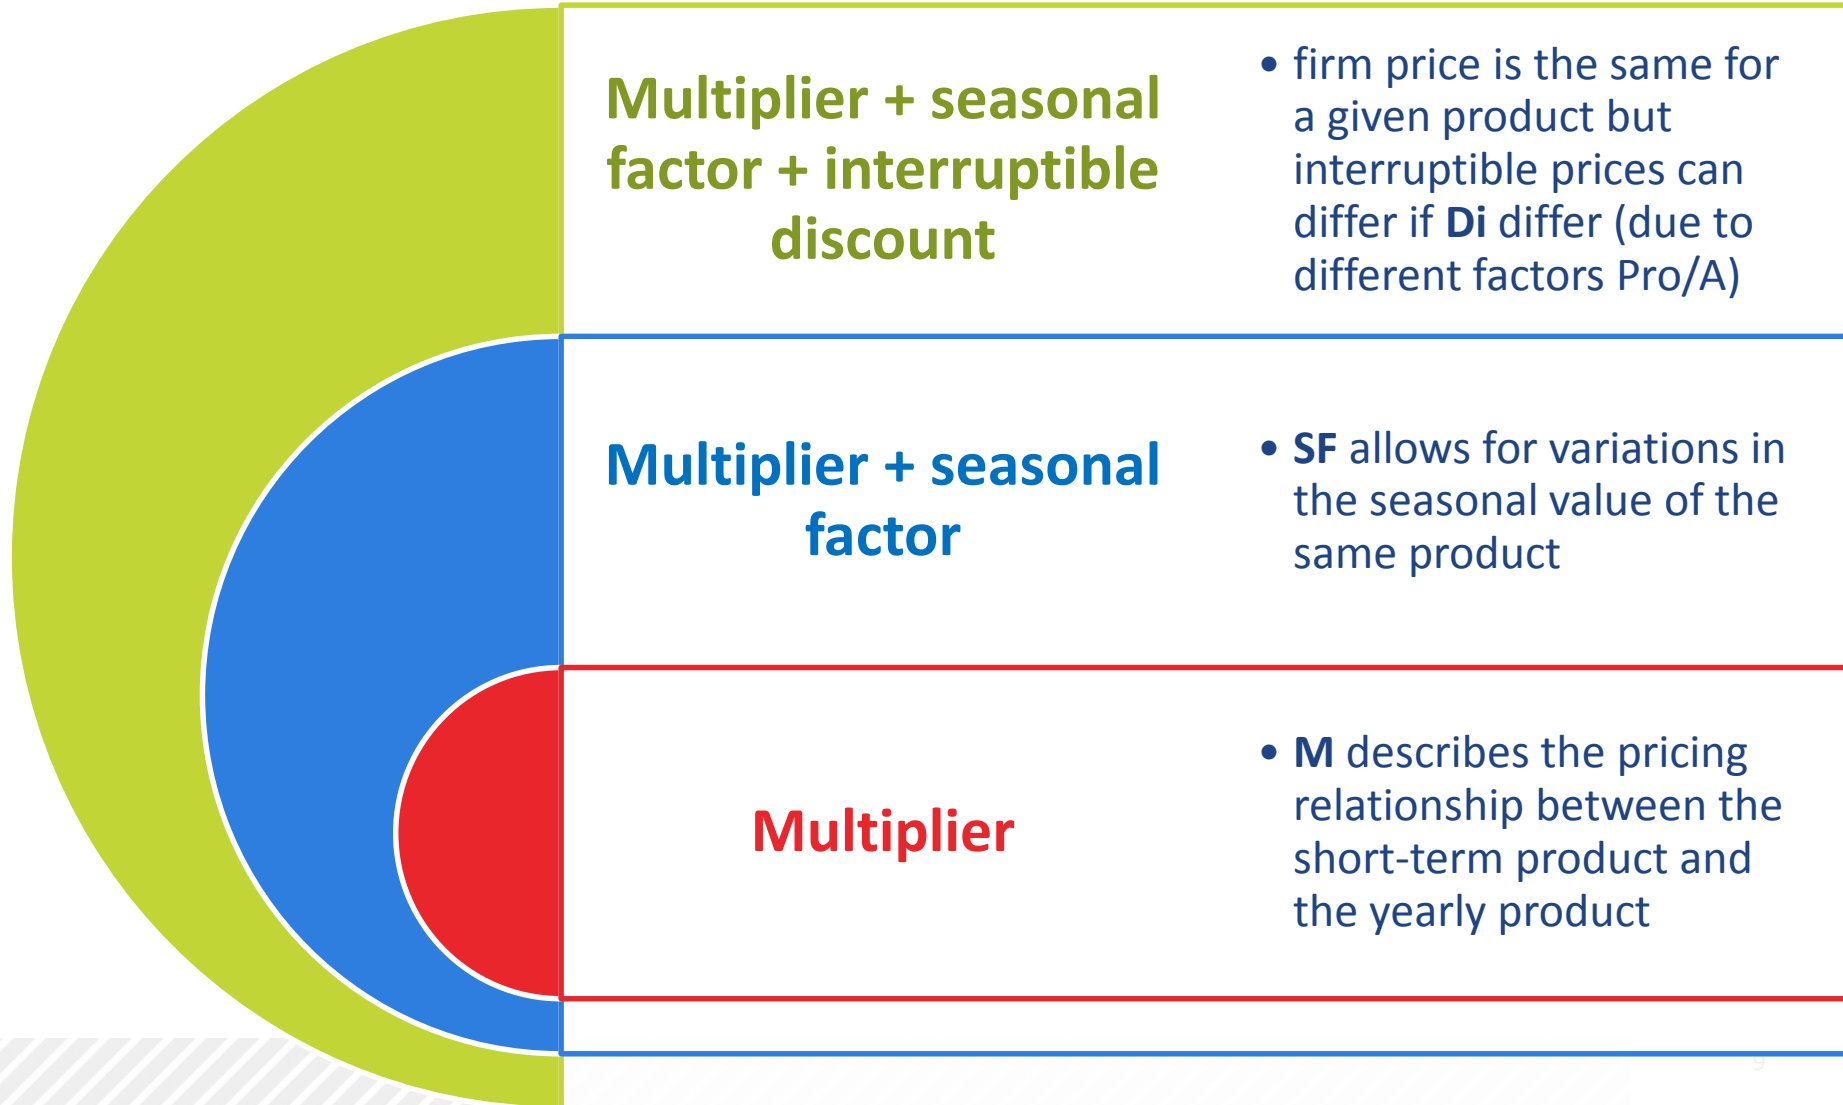 Multiplier + seasonal
factor + interruptible
discount
• firm price is the same for
a given product but
interruptible prices can
differ if Di differ (due to
different factors Pro/A)
Multiplier + seasonal
factor
• SF allows for variations in
the seasonal value of the
same product
Multiplier
• M describes the pricing
relationship between the
short-term product and
the yearly product
9